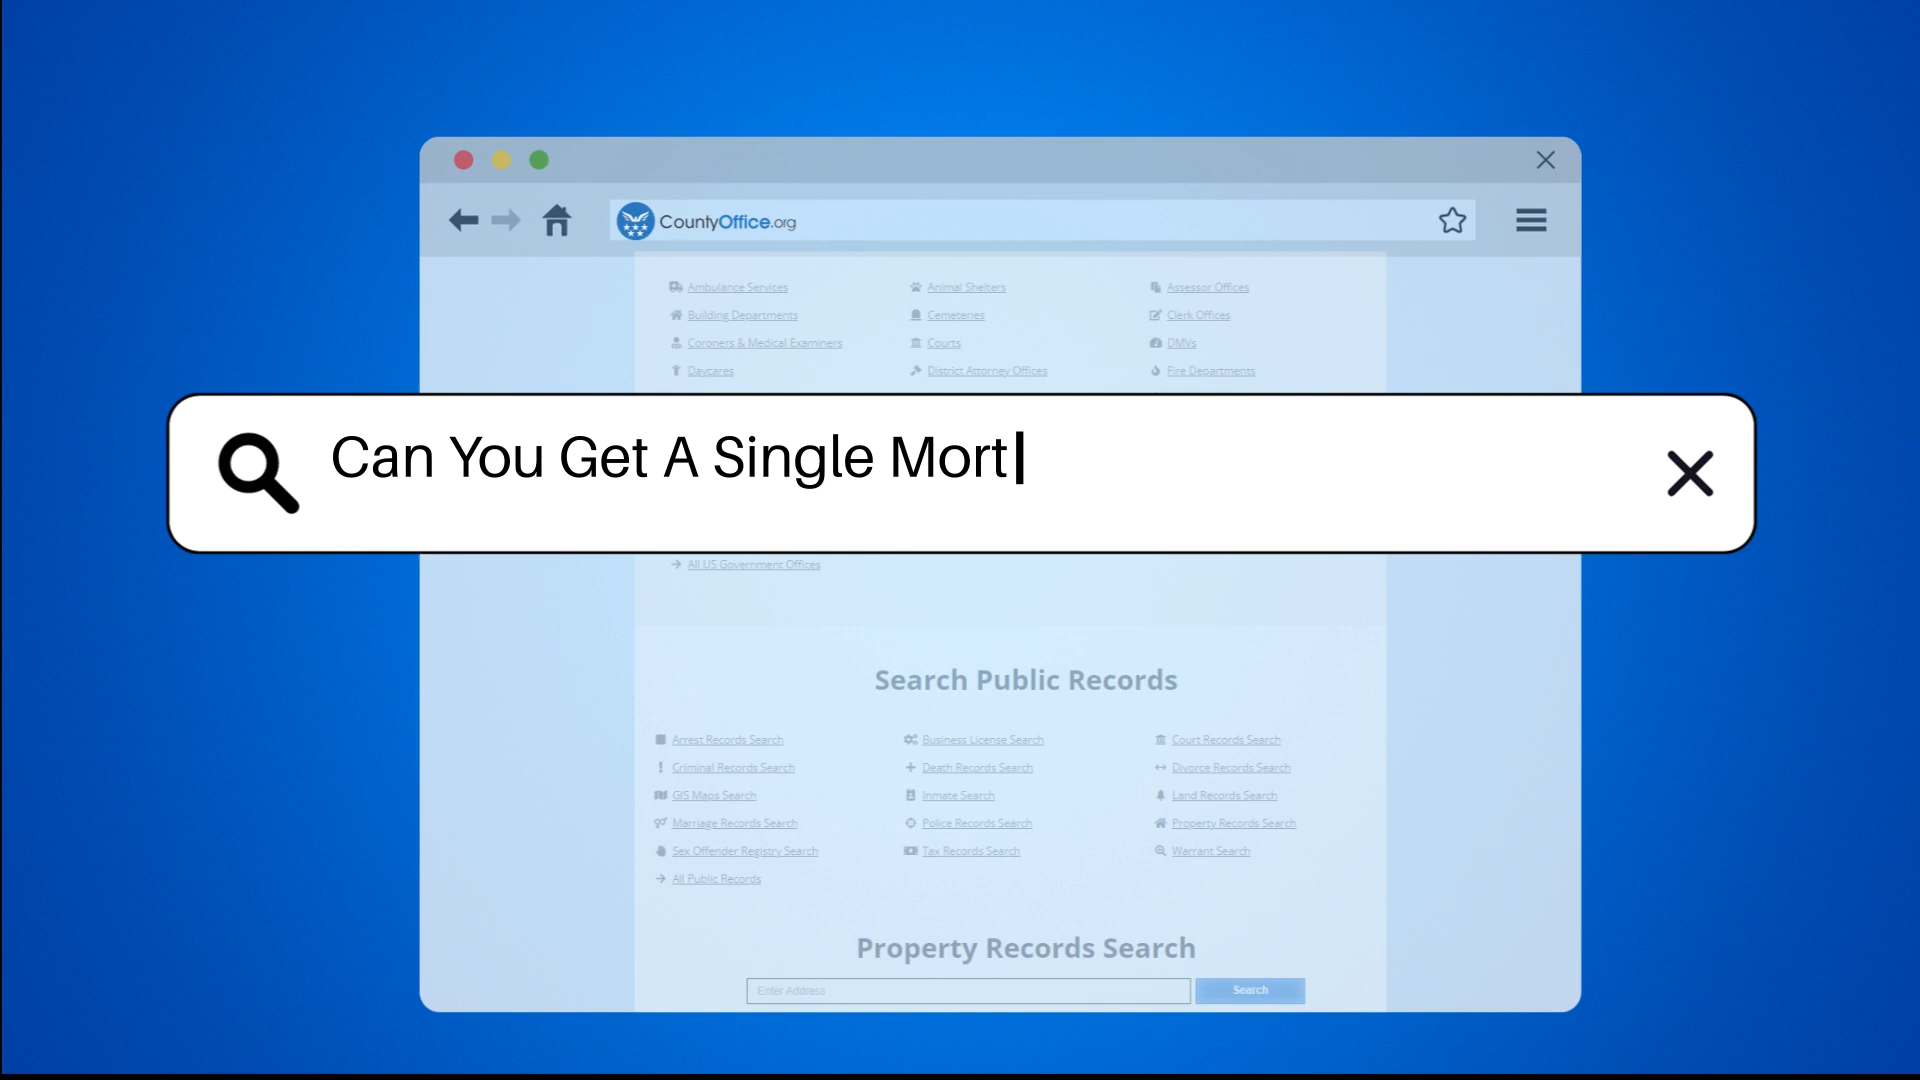 CountyOffice.org
Ambulance Services Animal Shelters Assessor Offices
Building Departments Cemeteries Clerk Offices
Coroners & Medical Examiners Courts DMVs
Daycares District Attorney Offices Fire Departments
Can You Get A Single Mort
All US Government Offices
Search Public Records
Arrest Records Search Business License Search Court Records Search
Criminal Records Search Death Records Search Divorce Records Search
GIS Maps Search Inmate Search Land Records Search
Marriage Records Search Police Records Search Property Records Search
Sex Offender Registry Search Tax Records Search Warrant Search
All Public Records
Property Records Search
Enter Address Search